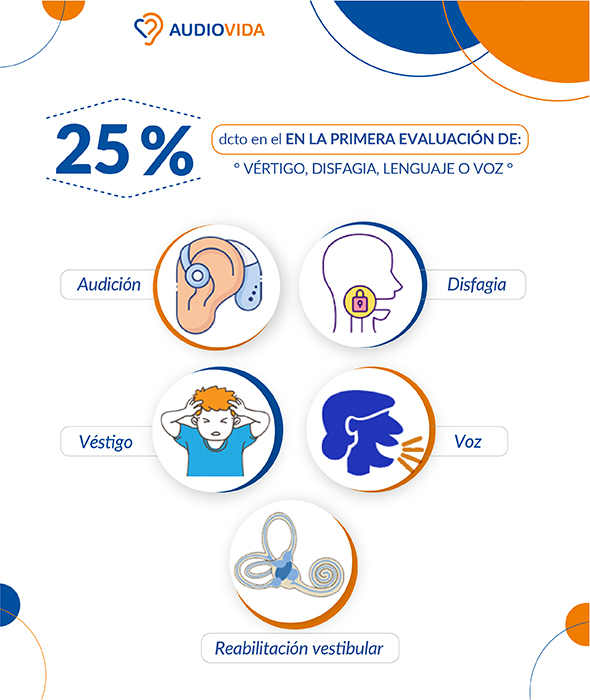 AUDIOVIDA
25%
dcto en el EN LA PRIMERA EVALUACIÓN DE:
° VÉRTIGO, DISFAGIA, LENGUAJE O VOZ °
Audición
Disfagia
Véstigo
Voz
Reabilitación vestibular